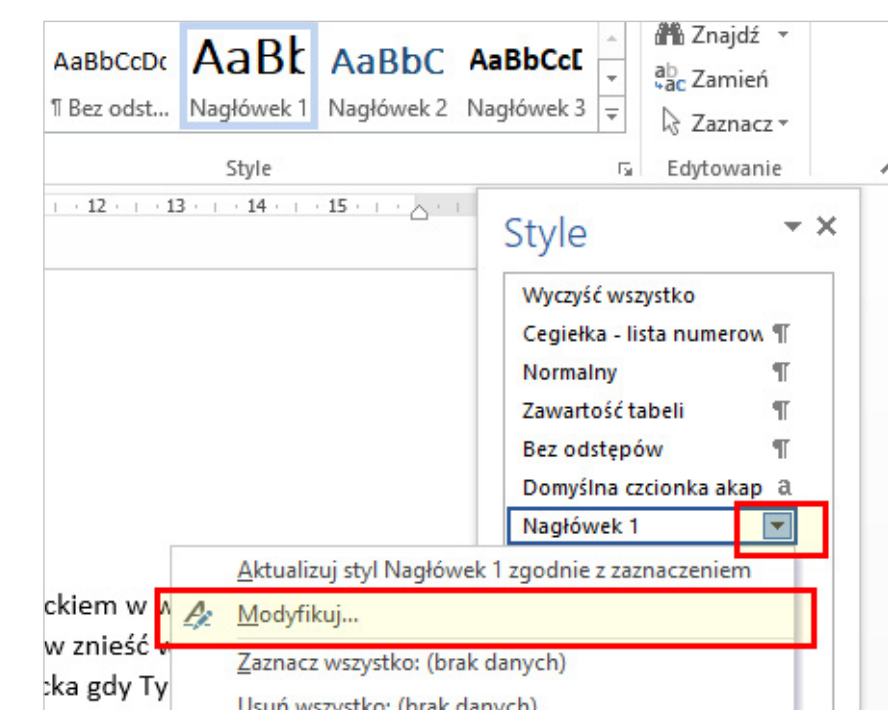 AaBbCcDc AaBb AaBbC AaBbCcD
¶ Bez odst... Nagłówek 1 Nagłówek 2 Nagłówek 3
Znajdź
Zamień
Zaznacz
Style
Edytowanie
12 13 14 15
Style
Wyczyść wszystko
Cegiełka - lista numerow ¶
Normalny ¶
Zawartość tabeli ¶
Bez odstępów ¶
Domyślna czcionka akap a
Nagłówek 1
Aktualizuj styl Nagłówek 1 zgodnie z zaznaczeniem
Modyfikuj...
Zaznacz wszystko: (brak danych)
Usuń wszystko: (brak danych)
ckiem w w
w znieść w
cka gdy Ty